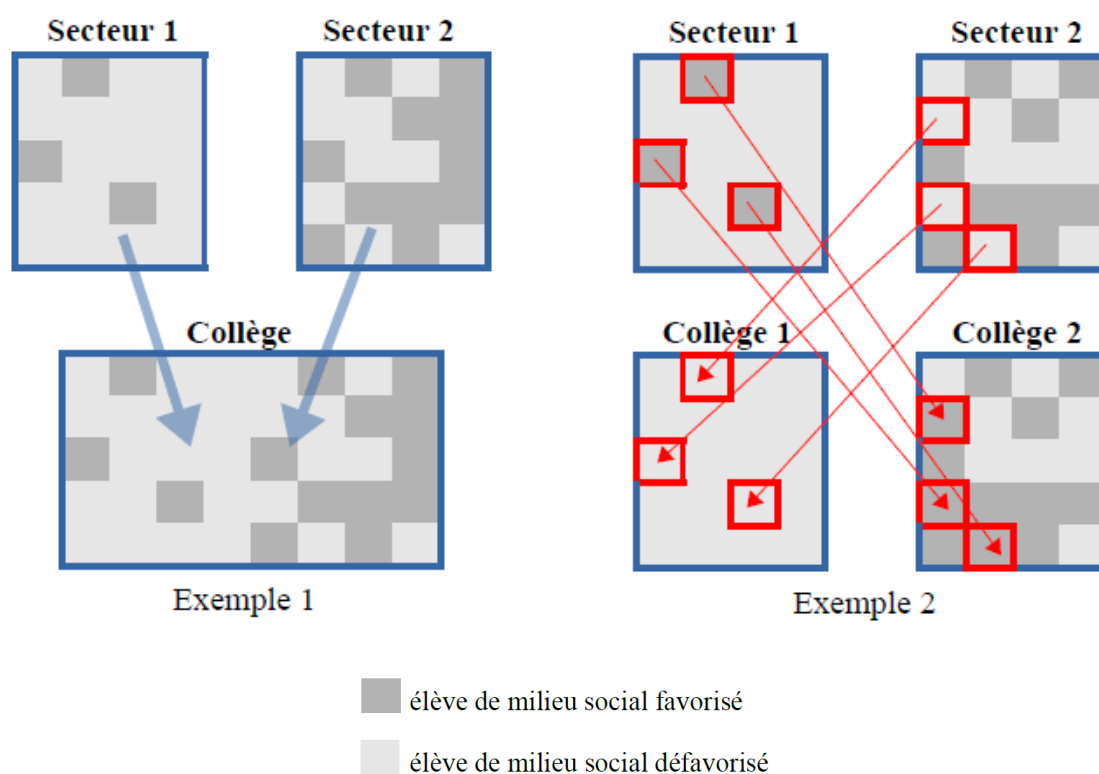 Secteur 1
Secteur 2
Collège
Exemple 1
Secteur 1
Secteur 2
Collège 1
Collège 2
Exemple 2
élève de milieu social favorisé
élève de milieu social défavorisé